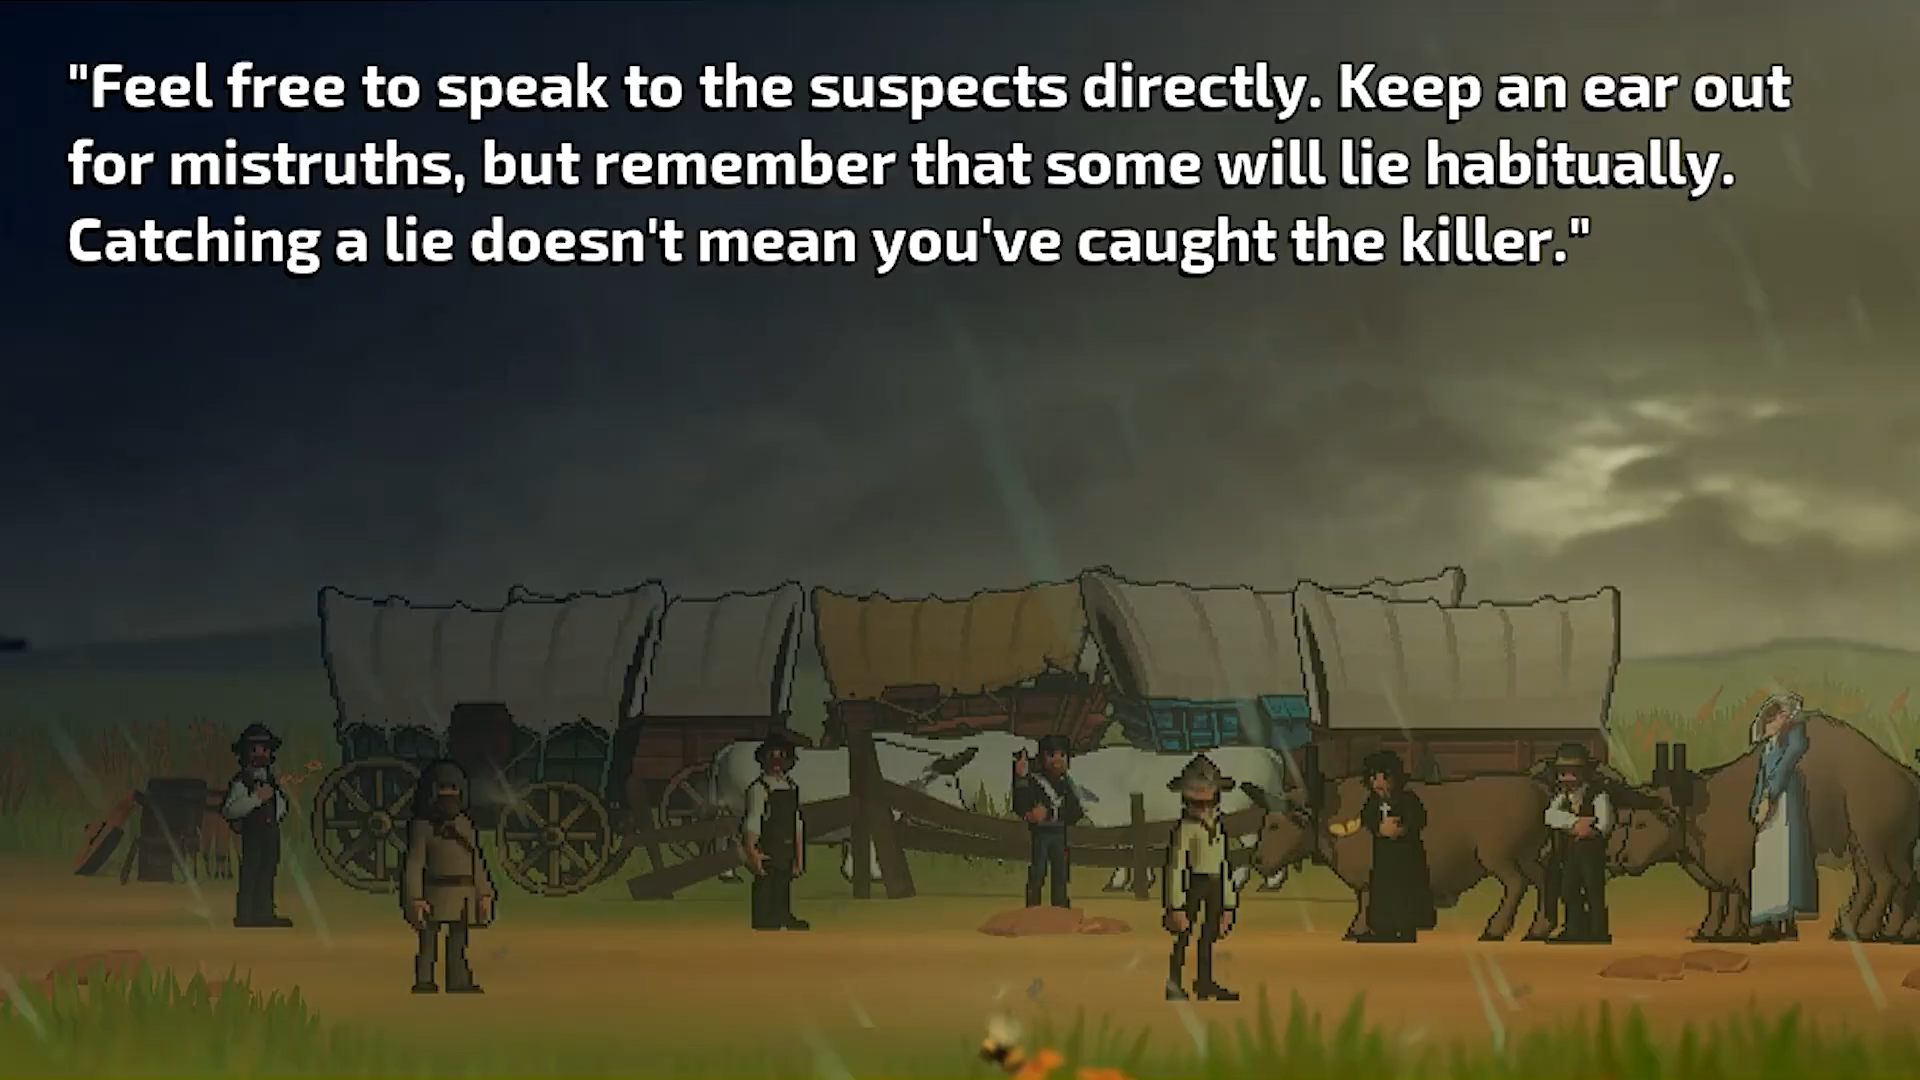 "Feel free to speak to the suspects directly. Keep an ear out
for mistruths, but remember that some will lie habitually.
Catching a lie doesn't mean you've caught the killer."